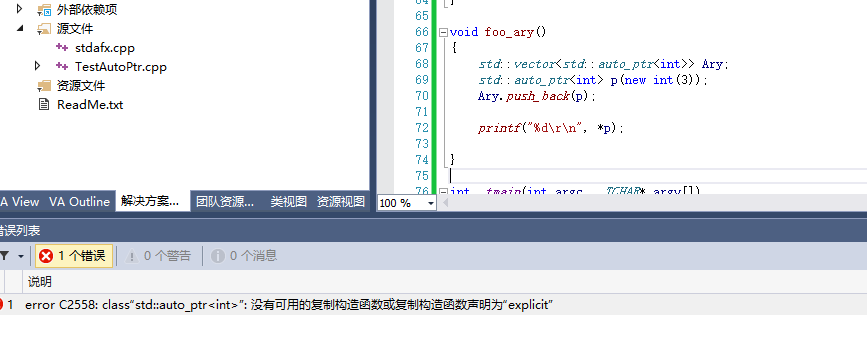 外部依赖项
源文件
stdafx.cpp
TestAutoPtr.cpp
资源文件
ReadMe.txt
A View
VA Outline
解决方案...
团队资源...
类视图
资源视图
64 }
65
66 void foo_ary()
67 {
68 std::vector<std::auto_ptr<int>> Ary;
69 std::auto_ptr<int> p(new int(3));
70 Ary.push_back(p);
71
72 printf("%d\r\n", *p);
73
74 }
75
76 int _tmain(int argc, _TCHAR* argv[])
100 %
错误列表
1 个错误
0 个警告
0 个消息
说明
1 error C2558: class“std::auto_ptr<int>”: 没有可用的复制构造函数或复制构造函数声明为“explicit”